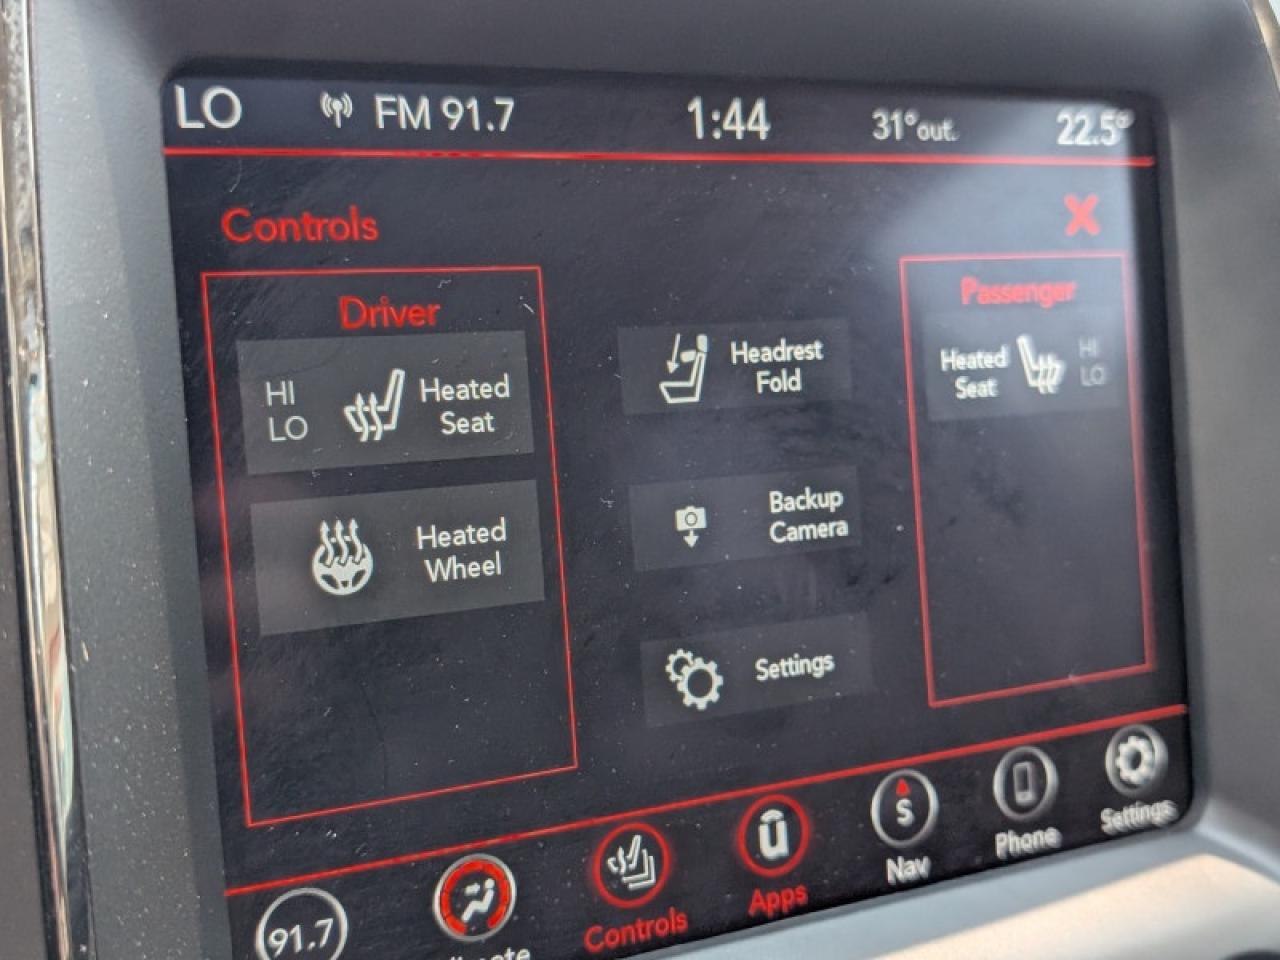 LO FM 91.7 1:44 31°out. 22.5°
Controls X
Driver
HI
LO
Heated
Seat
Heated
Wheel
Headrest
Fold
Backup
Camera
Settings
Passenger
Heated
Seat
HI
LO
91.7
Controls
Apps
S
Nav
Phone
Settings